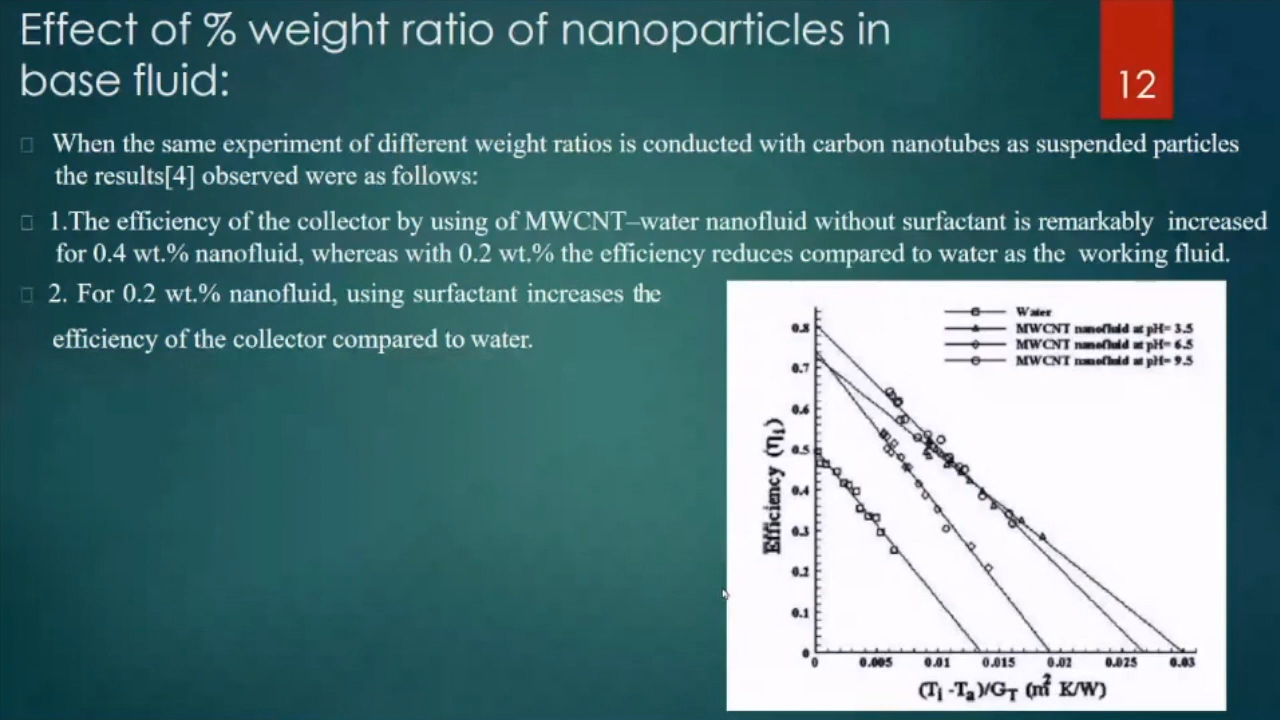 Effect of % weight ratio of nanoparticles in
base fluid:
12
When the same experiment of different weight ratios is conducted with carbon nanotubes as suspended particles
the results[4] observed were as follows:
1.The efficiency of the collector by using of MWCNT–water nanofluid without surfactant is remarkably increased
for 0.4 wt.% nanofluid, whereas with 0.2 wt.% the efficiency reduces compared to water as the working fluid.
2. For 0.2 wt.% nanofluid, using surfactant increases the
efficiency of the collector compared to water.
Water
MWCNT nanofluid at pH= 3.5
MWCNT nanofluid at pH= 6.5
MWCNT nanofluid at pH= 9.5
Efficiency (ηi)
0.8
0.7
0.6
0.5
0.4
0.3
0.2
0.1
0
0 0.005 0.01 0.015 0.02 0.025 0.03
(Ti -Ta)/GT (m² K/W)